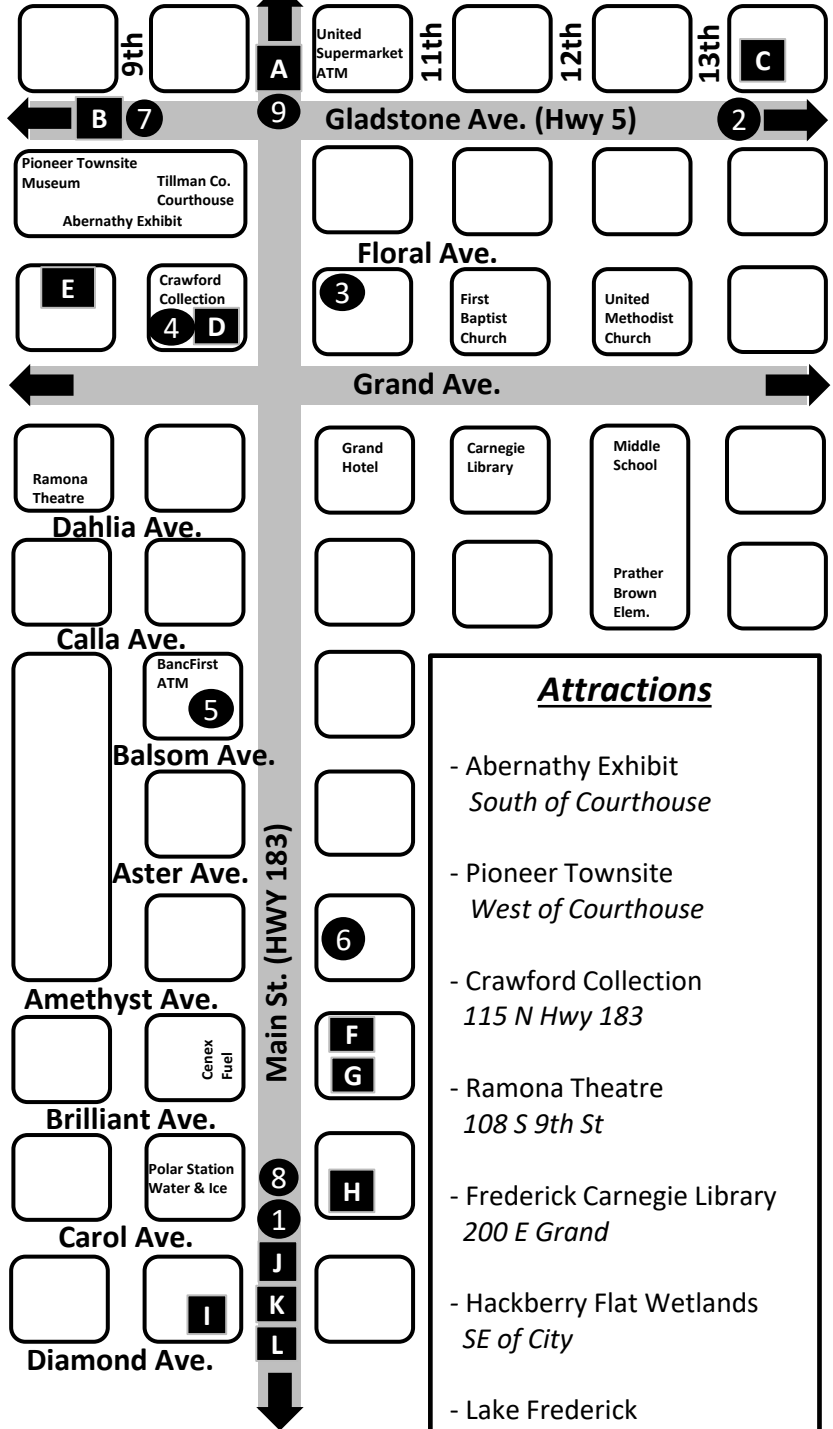 9th
United
Supermarket
ATM
11th
12th
13th
A
C
B
7
9
Gladstone Ave. (Hwy 5)
2
Pioneer Townsite
Museum
Tillman Co.
Courthouse
Abernathy Exhibit
Floral Ave.
E
Crawford
Collection
4
D
3
First
Baptist
Church
United
Methodist
Church
Grand Ave.
Ramona
Theatre
Grand
Hotel
Carnegie
Library
Middle
School
Dahlia Ave.
Prather
Brown
Elem.
Calla Ave.
BancFirst
ATM
5
Balsom Ave.
Aster Ave.
Main St. (HWY 183)
6
Amethyst Ave.
Cenex
Fuel
F
G
Brilliant Ave.
Polar Station
Water & Ice
8
H
1
Carol Ave.
J
K
I
L
Diamond Ave.
Attractions
- Abernathy Exhibit
South of Courthouse
- Pioneer Townsite
West of Courthouse
- Crawford Collection
115 N Hwy 183
- Ramona Theatre
108 S 9th St
- Frederick Carnegie Library
200 E Grand
- Hackberry Flat Wetlands
SE of City
- Lake Frederick